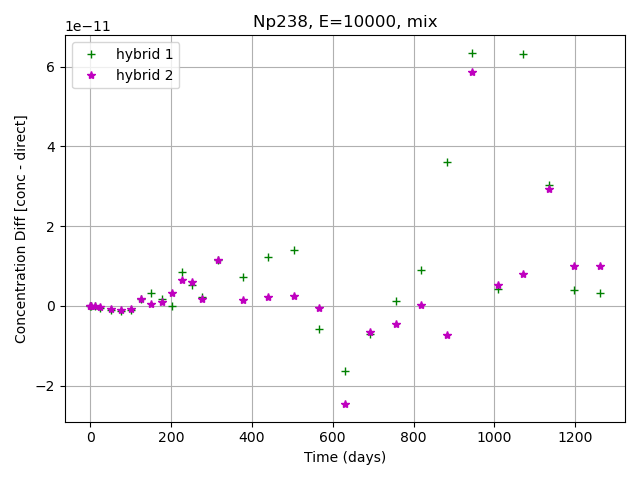 Np238, E=10000, mix
1e−11
hybrid 1
hybrid 2
6
4
2
0
−2
Concentration Diff [conc - direct]
0 200 400 600 800 1000 1200
Time (days)